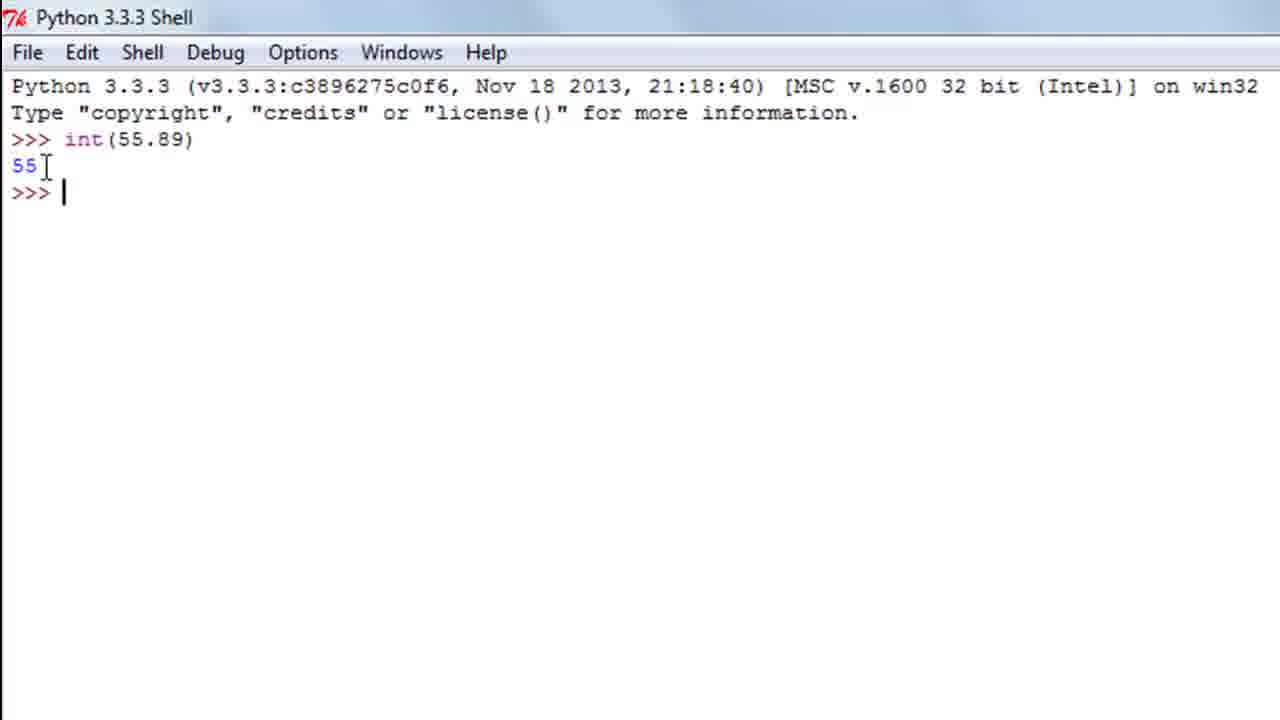 Python 3.3.3 Shell
File Edit Shell Debug Options Windows Help
Python 3.3.3 (v3.3.3:c3896275c0f6, Nov 18 2013, 21:18:40) [MSC v.1600 32 bit (Intel)] on win32
Type "copyright", "credits" or "license()" for more information.
>>> int(55.89)
55
>>>